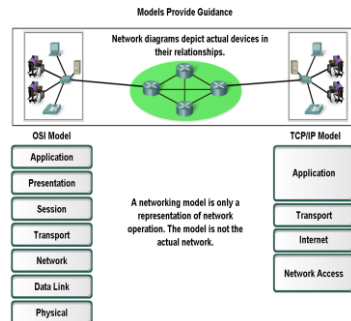 Models Provide Guidance
Network diagrams depict actual devices in
their relationships.
OSI Model
Application
Presentation
Session
Transport
Network
Data Link
Physical
A networking model is only a
representation of network
operation. The model is not the
actual network.
TCP/IP Model
Application
Transport
Internet
Network Access